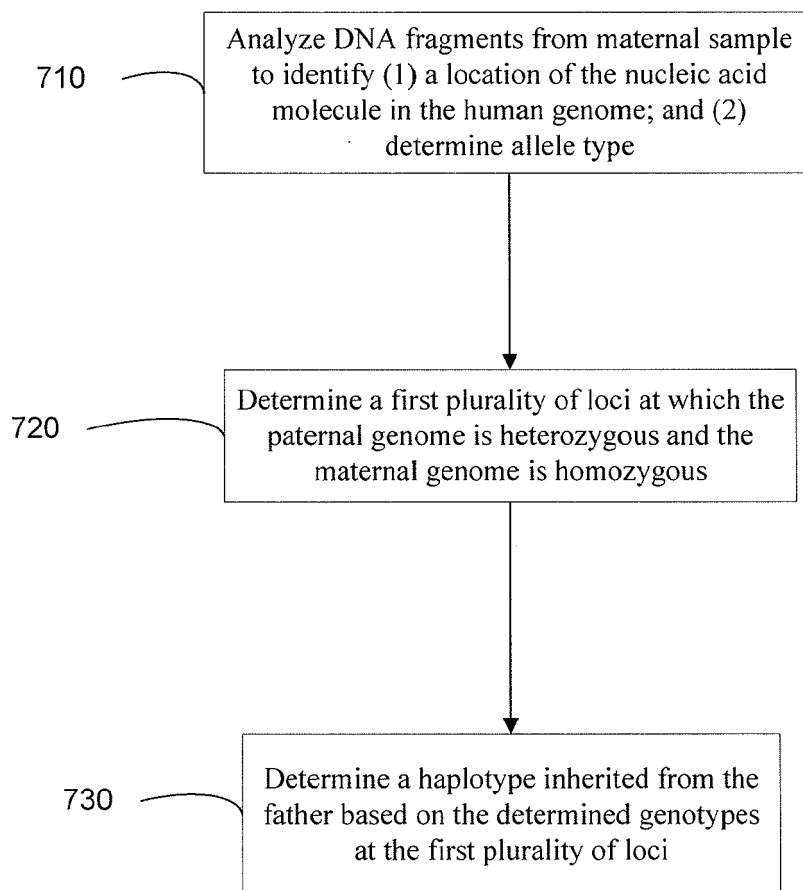 710
Analyze DNA fragments from maternal sample
to identify (1) a location of the nucleic acid
molecule in the human genome; and (2)
determine allele type
720
Determine a first plurality of loci at which the
paternal genome is heterozygous and the
maternal genome is homozygous
730
Determine a haplotype inherited from the
father based on the determined genotypes
at the first plurality of loci